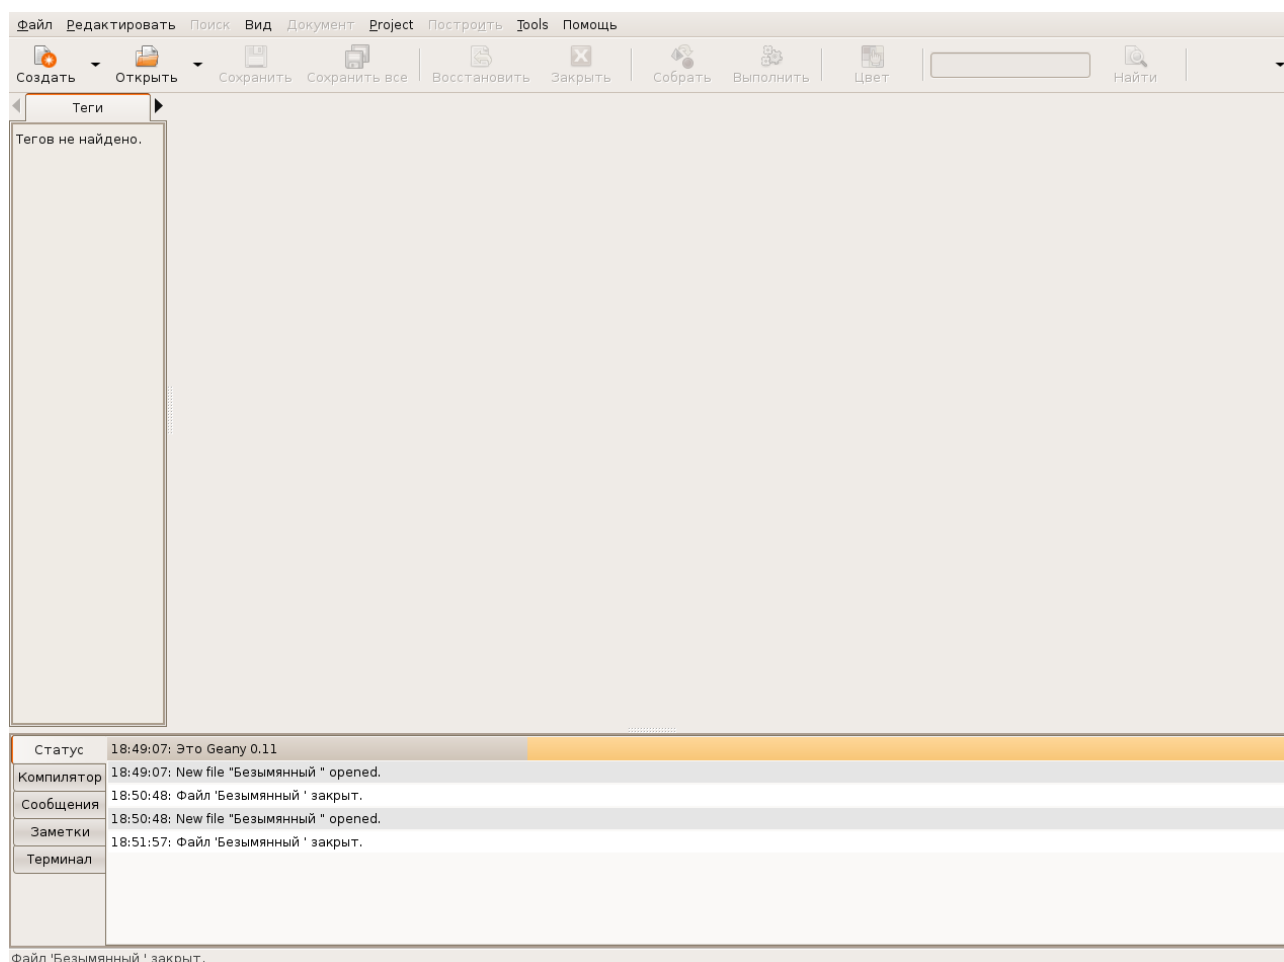 Файл Редактировать Поиск Вид Документ Project Построить Tools Помощь
Создать Открыть Сохранить Сохранить все Восстановить Закрыть Собрать Выполнить Цвет Найти
Теги
Тегов не найдено.
Статус
18:49:07: Это Geany 0.11
Компилятор
18:49:07: New file "Безымянный " opened.
Сообщения
18:50:48: Файл 'Безымянный ' закрыт.
18:50:48: New file "Безымянный " opened.
Заметки
18:51:57: Файл 'Безымянный ' закрыт.
Терминал
Файл 'Безымянный ' закрыт.